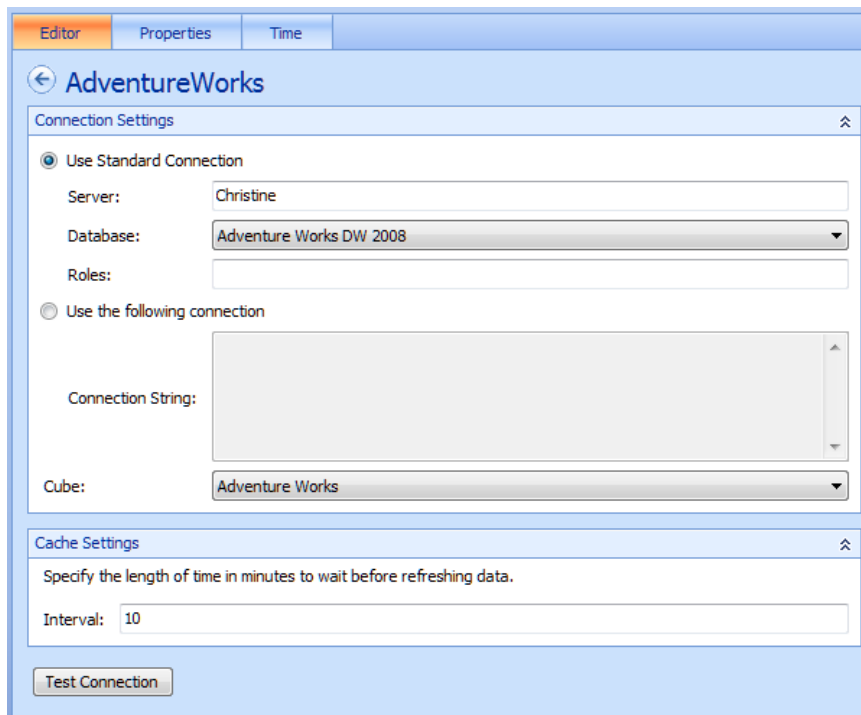 Editor Properties Time
AdventureWorks
Connection Settings
Use Standard Connection
Server: Christine
Database: Adventure Works DW 2008
Roles:
Use the following connection
Connection String:
Cube: Adventure Works
Cache Settings
Specify the length of time in minutes to wait before refreshing data.
Interval: 10
Test Connection